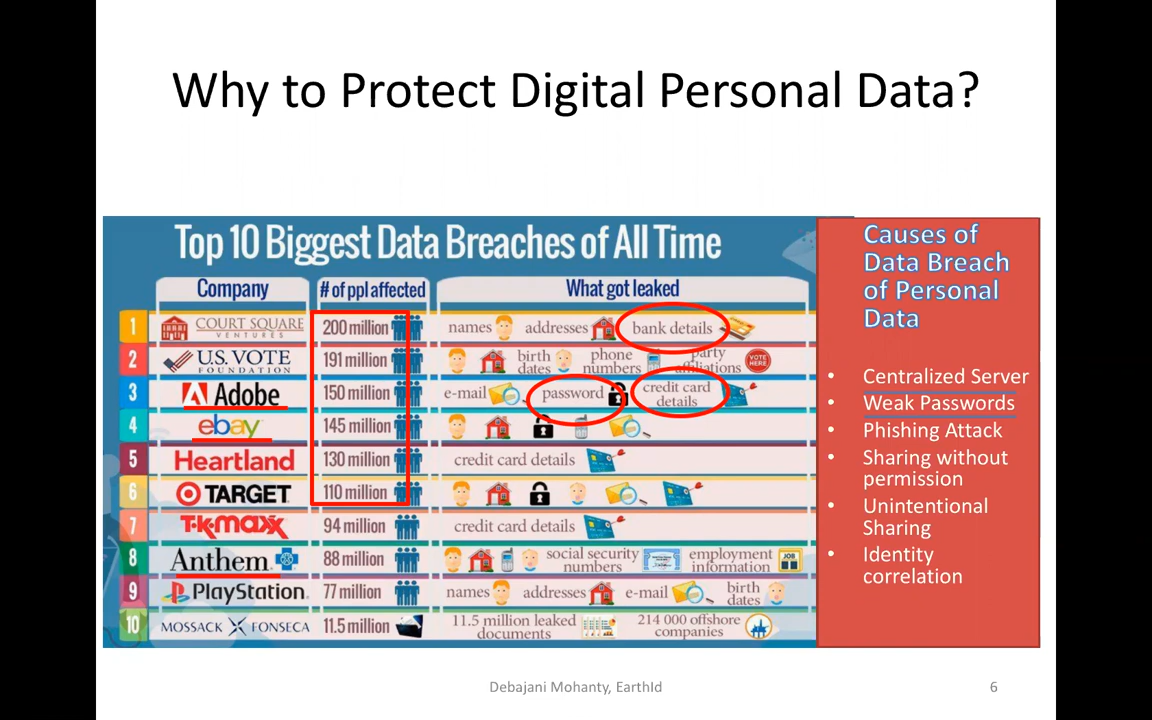 Why to Protect Digital Personal Data?
Top 10 Biggest Data Breaches of All Time
Company # of ppl affected What got leaked
1 COURT SQUARE VENTURES 200 million names addresses bank details
2 U.S. VOTE FOUNDATION 191 million birth dates phone numbers party affiliations VOTE HERE
3 Adobe 150 million e-mail password credit card details
4 ebay 145 million
5 Heartland 130 million credit card details
6 TARGET 110 million
7 T·K·maxx 94 million credit card details
8 Anthem 88 million social security numbers employment information JOB
9 PlayStation 77 million names addresses e-mail birth dates
10 MOSSACK FONSECA 11.5 million 11.5 million leaked documents 214 000 offshore companies
Causes of
Data Breach
of Personal
Data
• Centralized Server
• Weak Passwords
• Phishing Attack
• Sharing without
permission
• Unintentional
Sharing
• Identity
correlation
Debajani Mohanty, EarthId 6